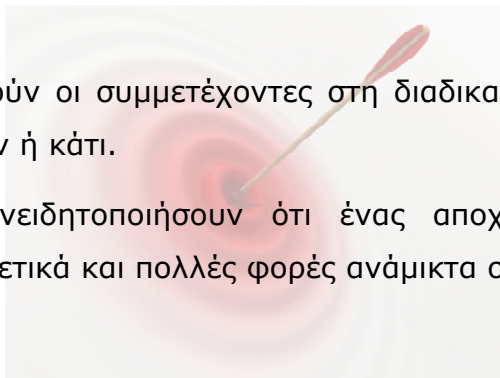 ούν οι συμμετέχοντες στη διαδικα
ν ή κάτι.
νειδητοποιήσουν ότι ένας αποχ
ετικά και πολλές φορές ανάμικτα